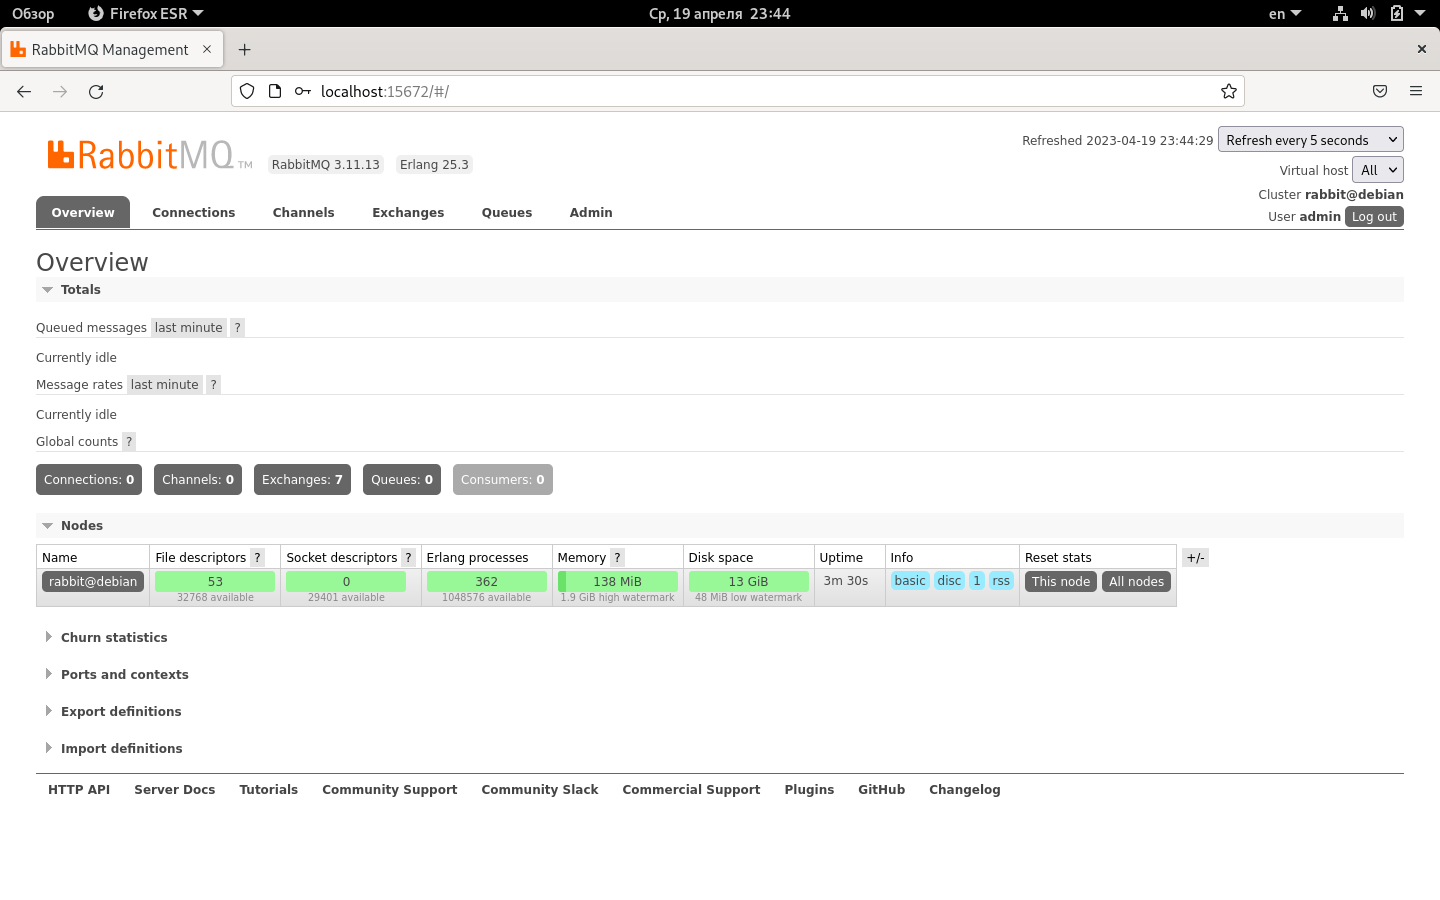 Обзор Firefox ESR Ср, 19 апреля 23:44 en
RabbitMQ Management
localhost:15672/#/
RabbitMQ TM RabbitMQ 3.11.13 Erlang 25.3
Refreshed 2023-04-19 23:44:29 Refresh every 5 seconds
Virtual host All
Cluster rabbit@debian
User admin Log out
Overview Connections Channels Exchanges Queues Admin
Overview
Totals
Queued messages last minute ?
Currently idle
Message rates last minute ?
Currently idle
Global counts ?
Connections: 0 Channels: 0 Exchanges: 7 Queues: 0 Consumers: 0
Nodes
Name File descriptors ? Socket descriptors ? Erlang processes Memory ? Disk space Uptime Info Reset stats +/-
rabbit@debian 53 0 362 138 MiB 13 GiB 3m 30s basic disc 1 rss This node All nodes
32768 available 29401 available 1048576 available 1.9 GiB high watermark 48 MiB low watermark
Churn statistics
Ports and contexts
Export definitions
Import definitions
HTTP API Server Docs Tutorials Community Support Community Slack Commercial Support Plugins GitHub Changelog